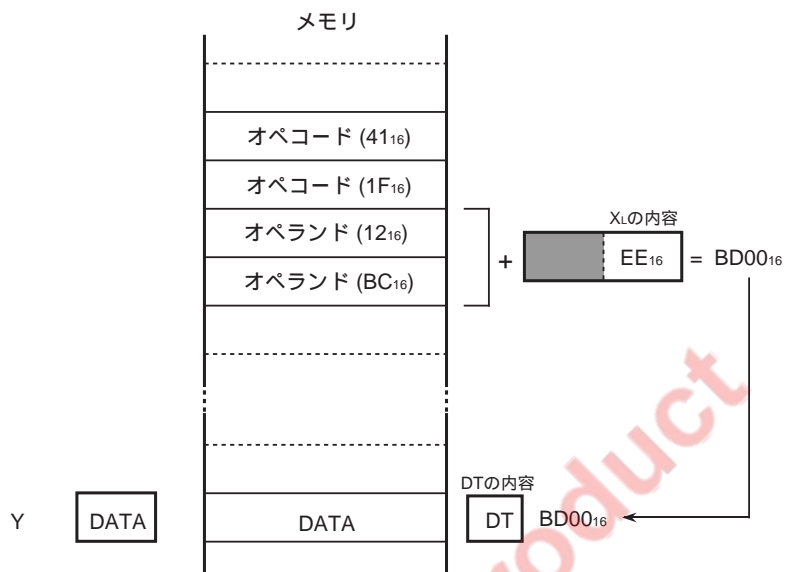 メモリ
オペコード (41₁₆)
オペコード (1F₁₆)
オペランド (12₁₆)
オペランド (BC₁₆)
XLの内容
+ EE₁₆ = BD00₁₆
DTの内容
Y DATA DATA DT BD00₁₆